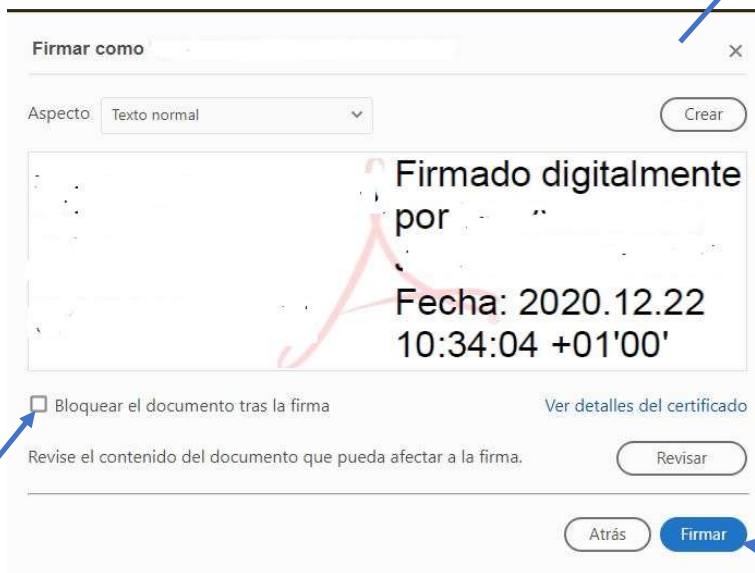 Firmar como
Aspecto Texto normal
Crear
Firmado digitalmente
por
Fecha: 2020.12.22
10:34:04 +01'00'
Bloquear el documento tras la firma
Ver detalles del certificado
Revise el contenido del documento que pueda afectar a la firma.
Revisar
Atrás
Firmar